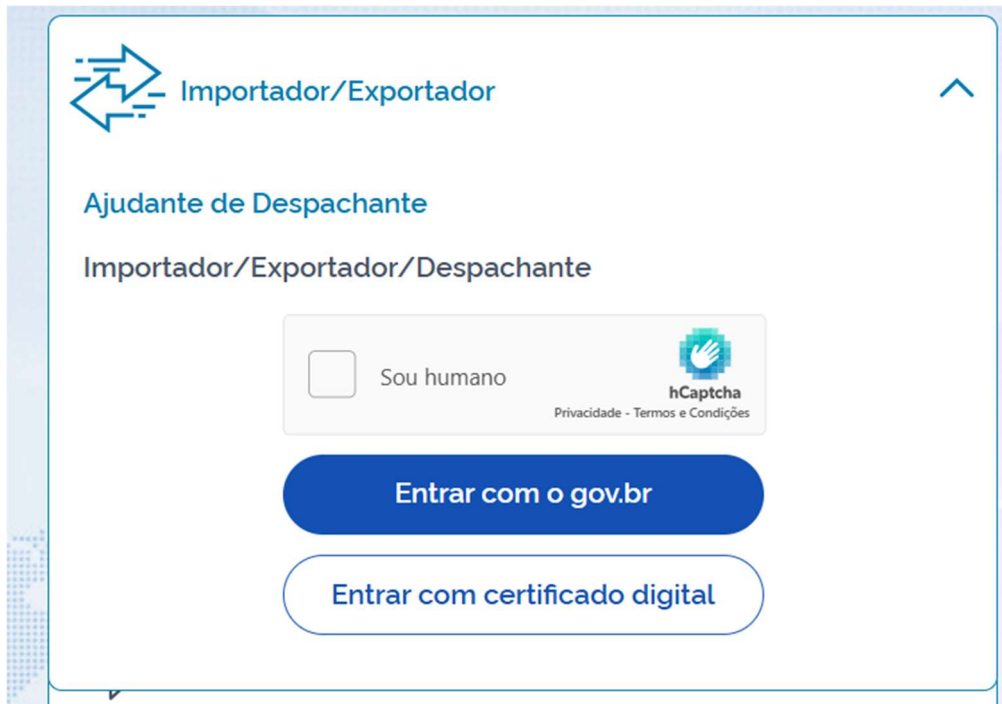 Importador/Exportador
Ajudante de Despachante
Importador/Exportador/Despachante
Sou humano
hCaptcha
Privacidade - Termos e Condições
Entrar com o gov.br
Entrar com certificado digital